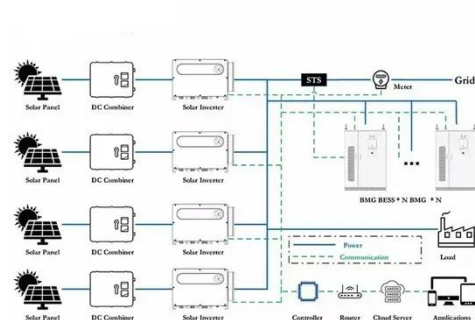 STS
Grid
Meter
Solar Panel
DC Combiner
Solar Inverter
Solar Panel
DC Combiner
Solar Inverter
BMG BESS * N BMG * N
Solar Panel
DC Combiner
Solar Inverter
Power
Communication
Load
Solar Panel
DC Combiner
Solar Inverter
Controller
Router
Cloud Server
Applications